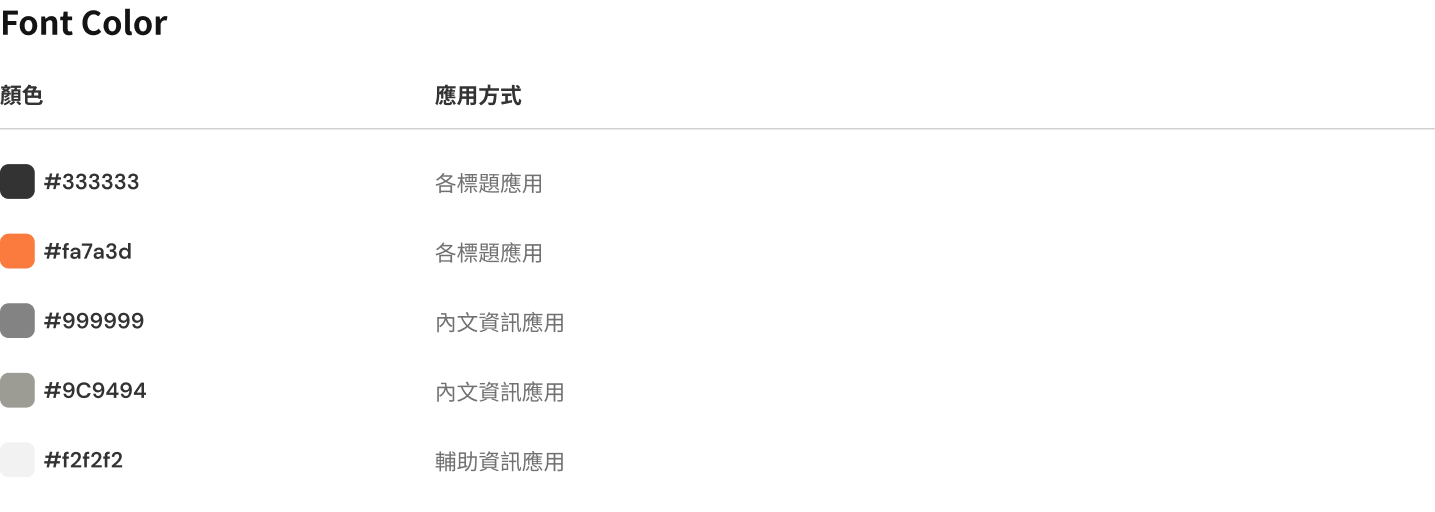 Font Color
顏色 應用方式
#333333 各標題應用
#fa7a3d 各標題應用
#999999 內文資訊應用
#9C9494 內文資訊應用
#f2f2f2 輔助資訊應用